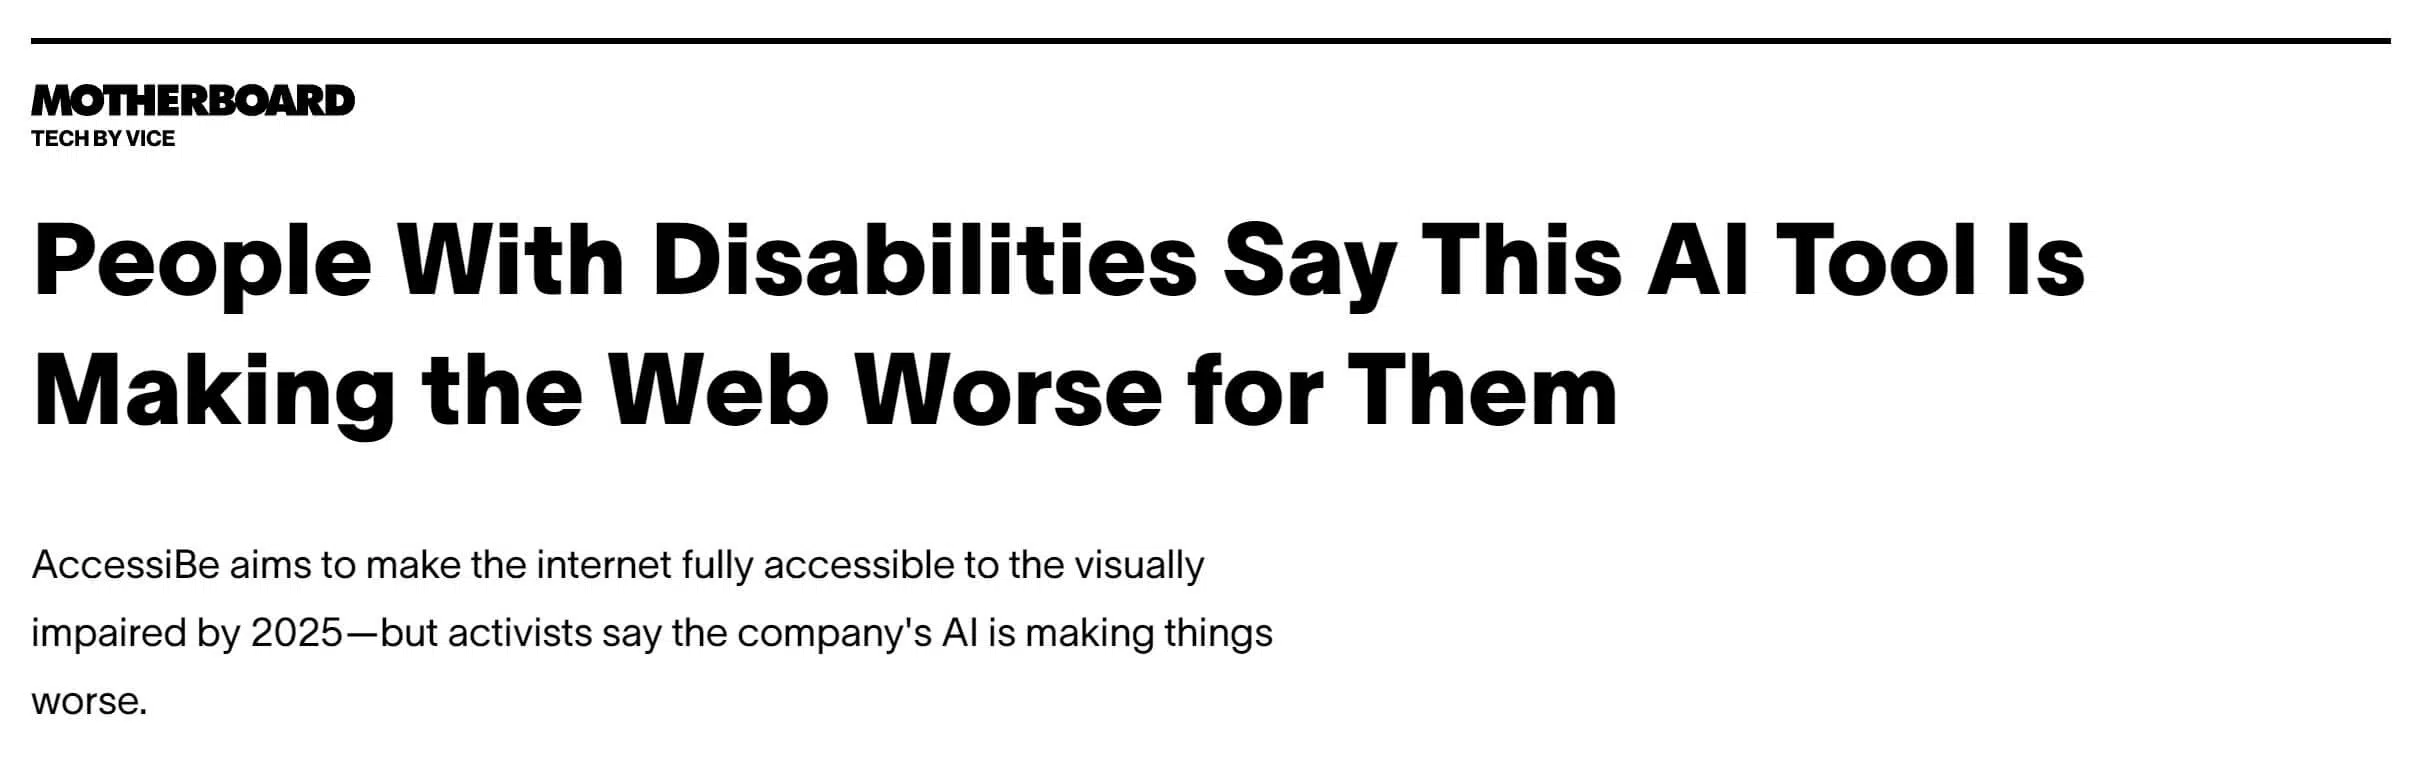 MOTHERBOARD
TECH BY VICE
People With Disabilities Say This AI Tool Is
Making the Web Worse for Them
AccessiBe aims to make the internet fully accessible to the visually
impaired by 2025—but activists say the company's AI is making things
worse.